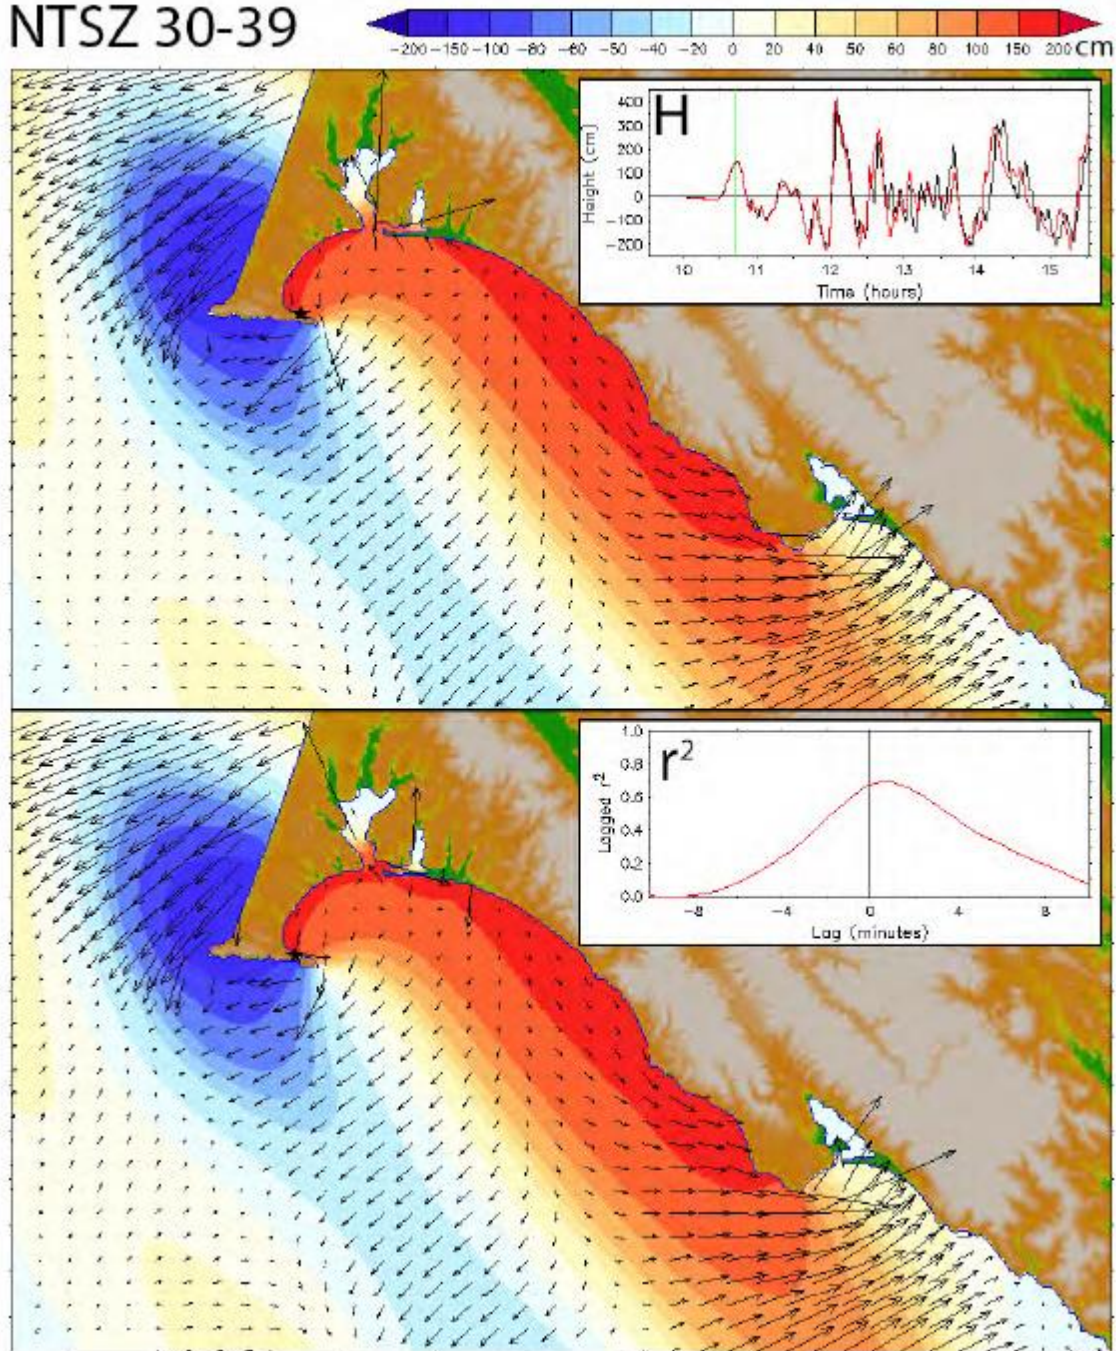 NTSZ 30-39
-200 -150 -100 -80 -60 -50 -40 -20 0 20 40 50 60 80 100 150 200 cm
H
Height (cm)
400
300
200
100
0
-100
-200
10 11 12 13 14 15
Time (hours)
r²
Lagged r²
1.0
0.8
0.6
0.4
0.2
0.0
-8 -4 0 4 8
Lag (minutes)